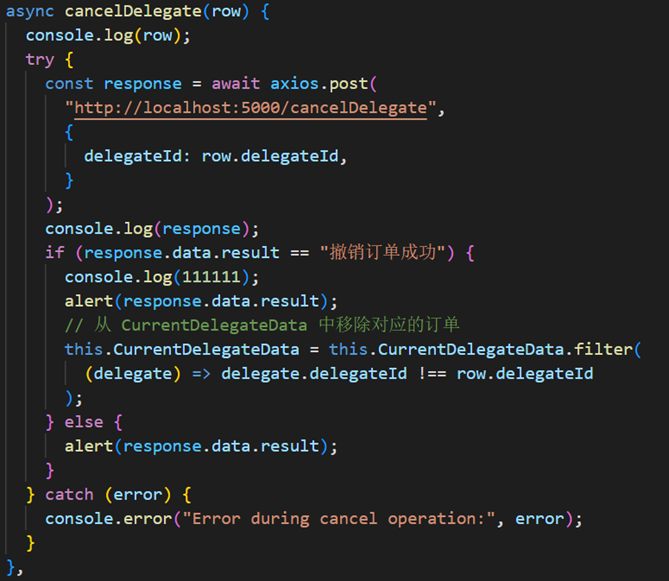 async cancelDelegate(row) {
console.log(row);
try {
const response = await axios.post(
"http://localhost:5000/cancelDelegate",
{
delegateId: row.delegateId,
}
);
console.log(response);
if (response.data.result == "撤销订单成功") {
console.log(111111);
alert(response.data.result);
// 从 CurrentDelegateData 中移除对应的订单
this.CurrentDelegateData = this.CurrentDelegateData.filter(
(delegate) => delegate.delegateId !== row.delegateId
);
} else {
alert(response.data.result);
}
} catch (error) {
console.error("Error during cancel operation:", error);
}
},